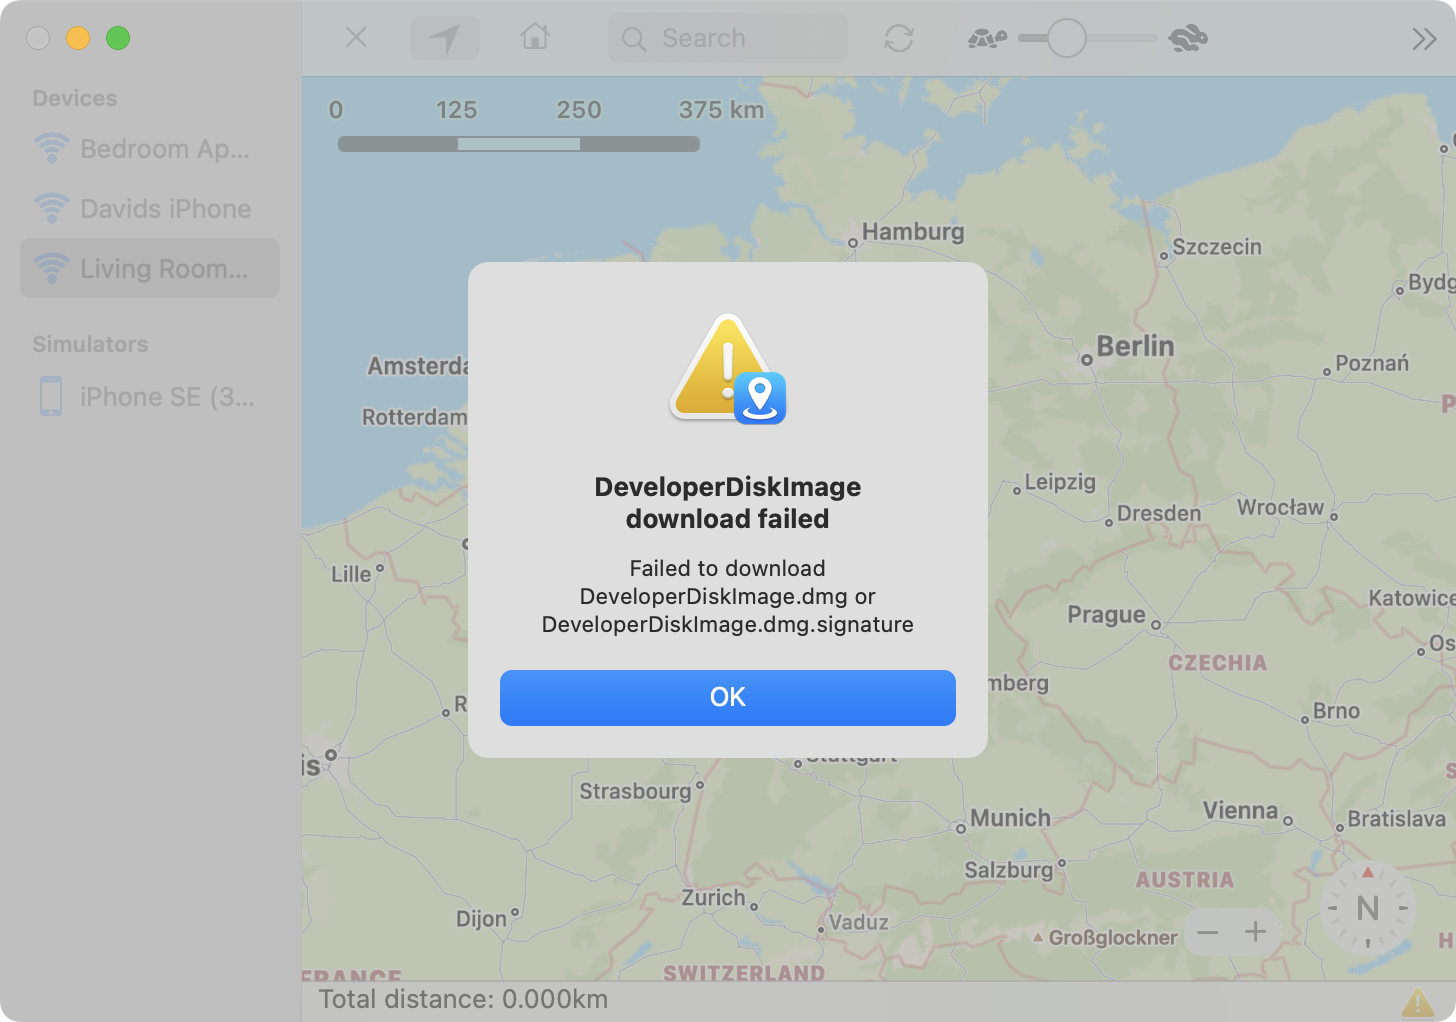 Search
Devices
Bedroom Ap...
Davids iPhone
Living Room...
Simulators
iPhone SE (3...
0 125 250 375 km
Hamburg
Szczecin
Bydg
Berlin
Poznań
Amsterda
Rotterdam
Leipzig
Wrocław
Dresden
Lille
Katowice
Prague
Os
CZECHIA
mberg
R
Brno
is
Stuttgart
Strasbourg
Vienna
Munich
Bratislava
Salzburg
AUSTRIA
Zurich
N
Dijon
Vaduz
Großglockner
H
FRANCE
SWITZERLAND
DeveloperDiskImage
download failed
Failed to download
DeveloperDiskImage.dmg or
DeveloperDiskImage.dmg.signature
OK
Total distance: 0.000km